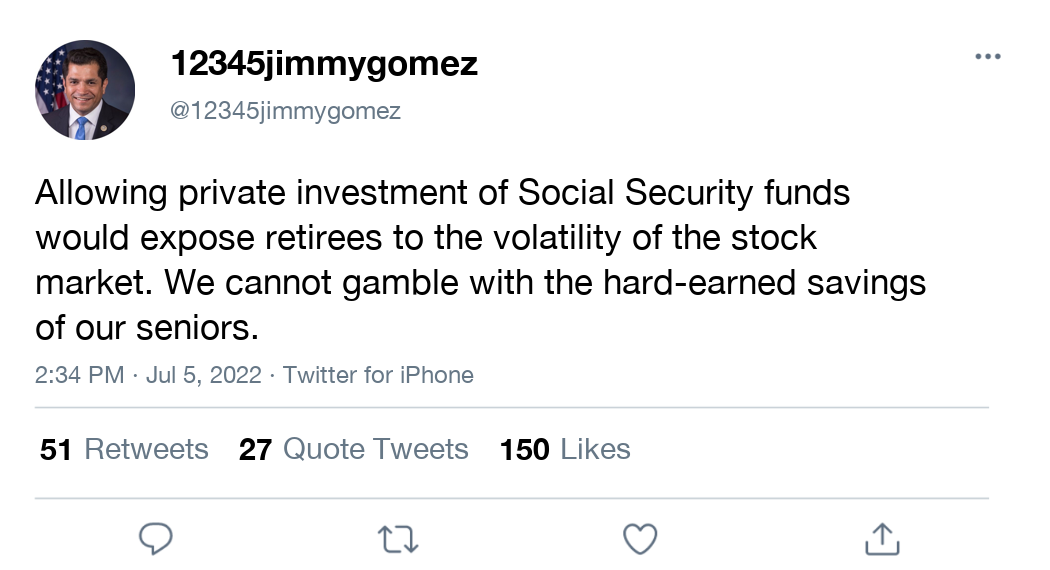 12345jimmygomez
@12345jimmygomez
Allowing private investment of Social Security funds
would expose retirees to the volatility of the stock
market. We cannot gamble with the hard-earned savings
of our seniors.
2:34 PM · Jul 5, 2022 · Twitter for iPhone
51 Retweets 27 Quote Tweets 150 Likes